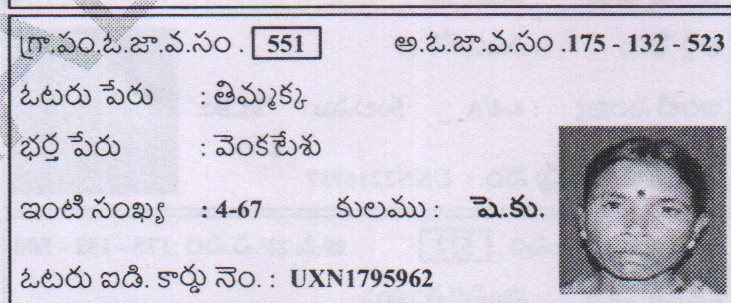 గ్రా.పం.ఓ.జా.వ.సం . 551 అ.ఓ.జా.వ.సం .175 - 132 - 523
ఓటరు పేరు : తిమ్మక్క
భర్త పేరు : వెంకటేశు
ఇంటి సంఖ్య : 4-67 కులము : షె.కు.
ఓటరు ఐడి. కార్డు నెం. : UXN1795962